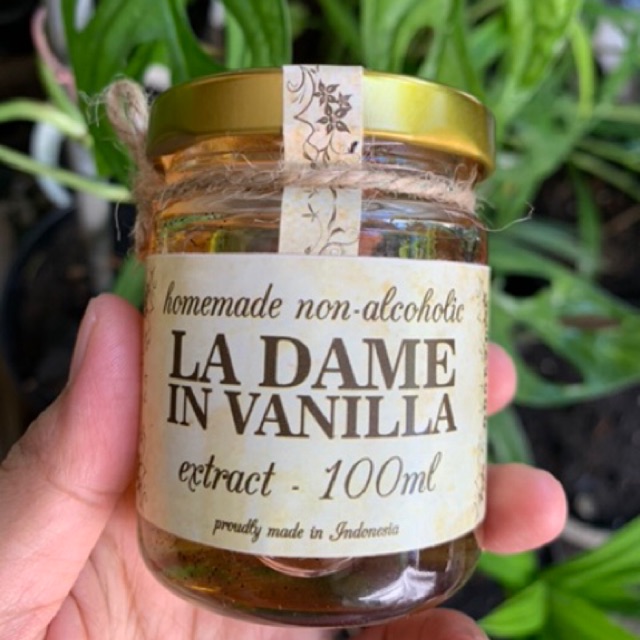 homemade non-alcoholic
LA DAME
IN VANILLA
extract - 100ml
proudly made in Indonesia